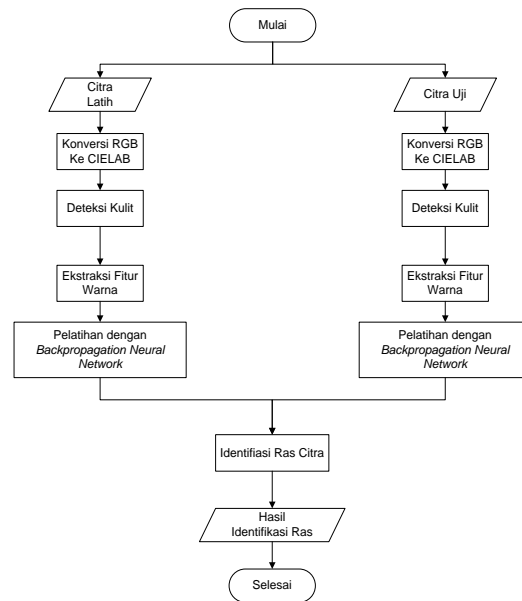 Mulai
Citra
Latih
Konversi RGB
Ke CIELAB
Deteksi Kulit
Ekstraksi Fitur
Warna
Pelatihan dengan
Backpropagation Neural
Network
Citra Uji
Konversi RGB
Ke CIELAB
Deteksi Kulit
Ekstraksi Fitur
Warna
Pelatihan dengan
Backpropagation Neural
Network
Identifiasi Ras Citra
Hasil
Identifikasi Ras
Selesai